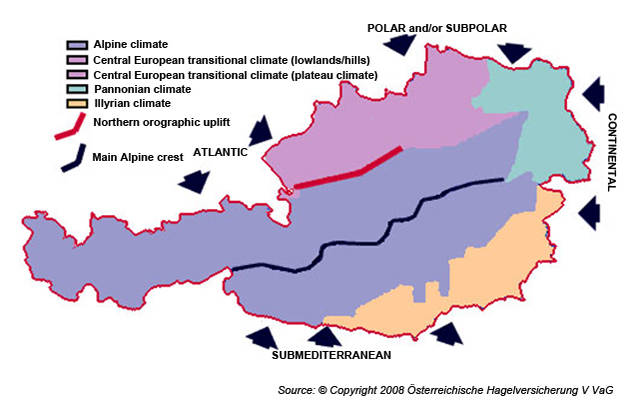 POLAR and/or SUBPOLAR
Alpine climate
Central European transitional climate (lowlands/hills)
Central European transitional climate (plateau climate)
Pannonian climate
Illyrian climate
Northern orographic uplift
Main Alpine crest
ATLANTIC
CONTINENTAL
SUBMEDITERRANEAN
Source: © Copyright 2008 Österreichische Hagelversicherung V VaG